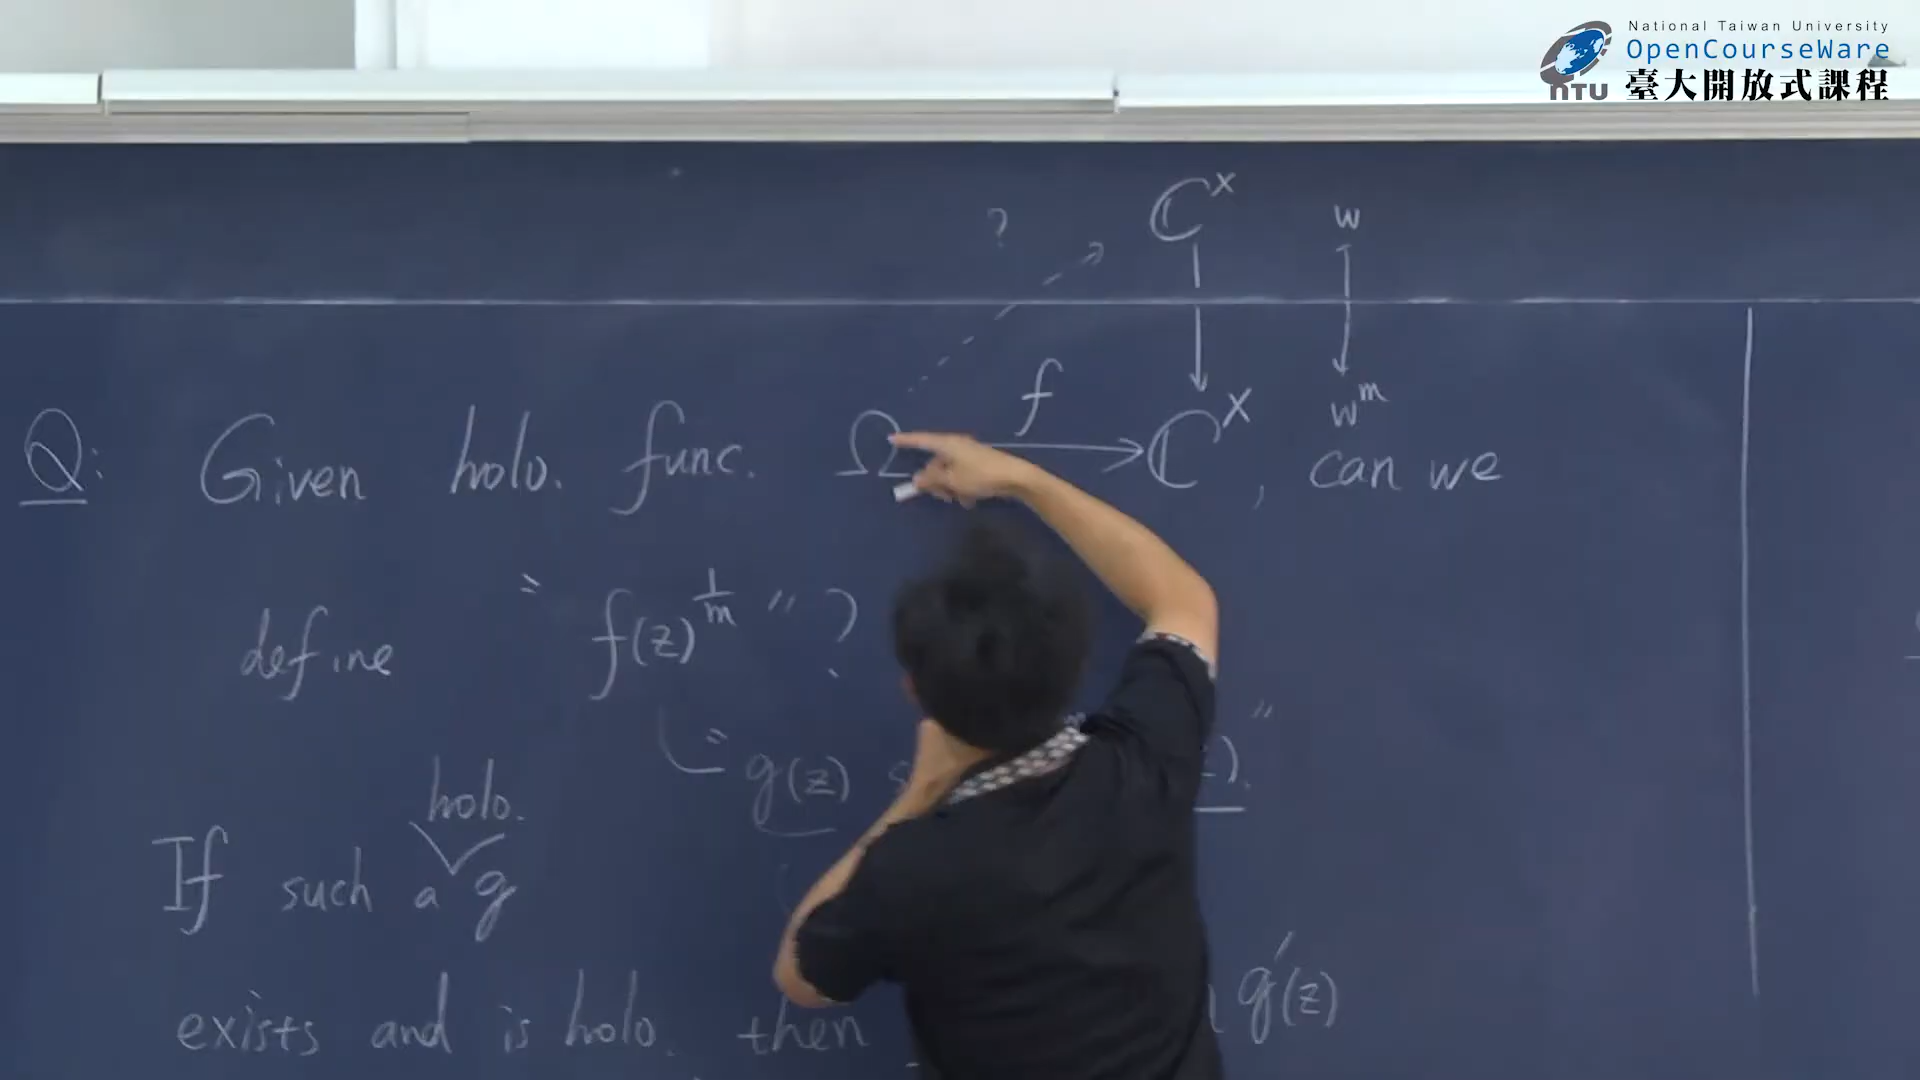 National Taiwan University
OpenCourseWare
NTU 臺大開放式課程
ℂ^× w
?
f
Q: Given holo. func. Ω → ℂ^× w^m , can we
define " f(z)^{1/m} " ?
" g(z) ). "
holo.
If such a g
exists and is holo. then g'(z)